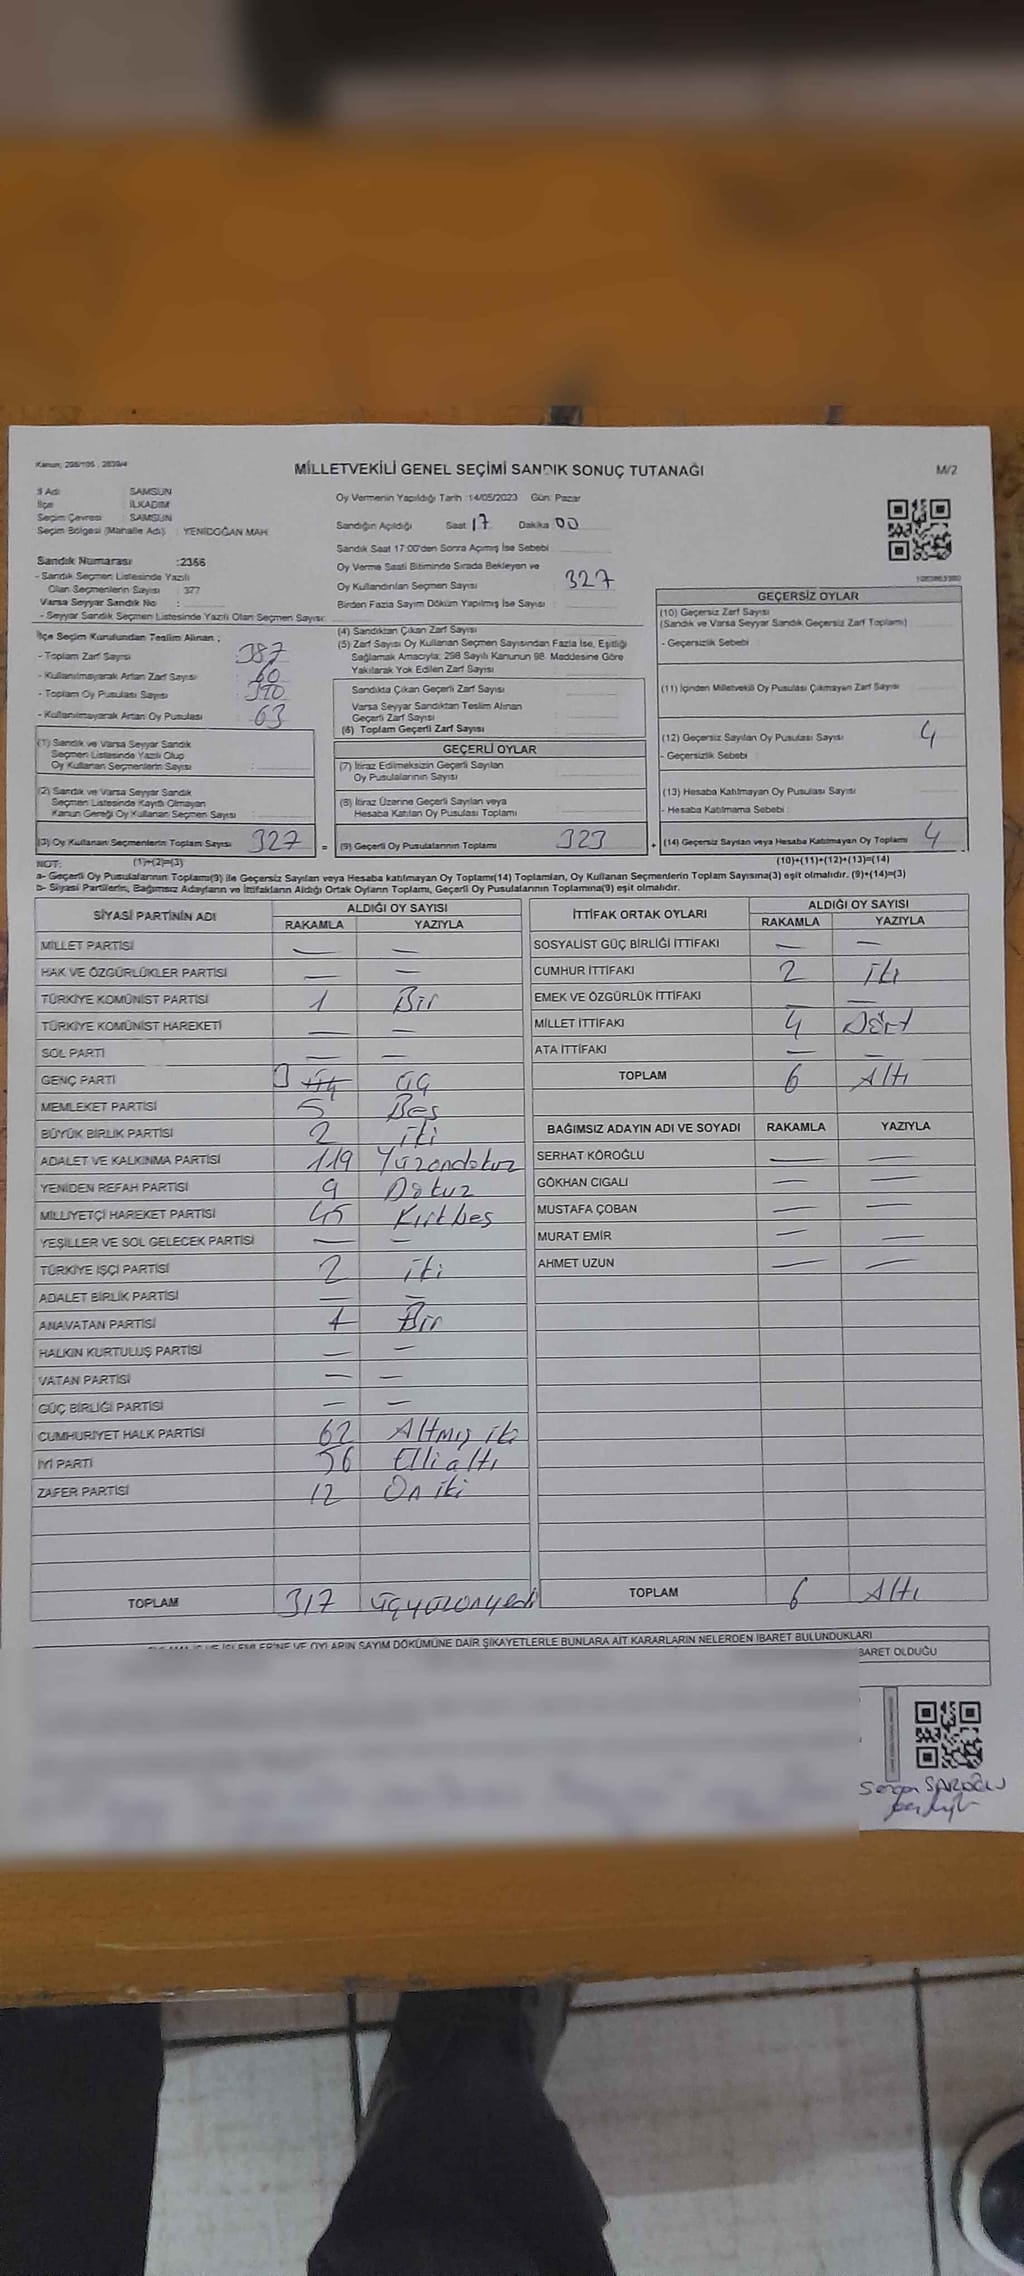 Kanun; 298/105 , 2839/4
MİLLETVEKİLİ GENEL SEÇİMİ SANDIK SONUÇ TUTANAĞI
M/2
İl Adı SAMSUN
İlçe İLKADIM
Seçim Çevresi : SAMSUN
Seçim Bölgesi (Mahalle Adı) : YENİDOĞAN MAH.
Oy Vermenin Yapıldığı Tarih :14/05/2023 Gün: Pazar
Sandığın Açıldığı Saat 17 Dakika 00
Sandık Saat 17:00'den Sonra Açımış İse Sebebi
Sandık Numarası :2366
- Sandık Seçmen Listesinde Yazılı
Olan Seçmenlerin Sayısı : 377
Varsa Seyyar Sandık No :
- Seyyar Sandık Seçmen Listesinde Yazılı Olan Seçmen Sayısı:
Oy Verme Saati Bitiminde Sırada Bekleyen ve
Oy Kullandırılan Seçmen Sayısı : 327
Birden Fazla Sayım Döküm Yapılmış İse Sayısı :
İlçe Seçim Kurulundan Teslim Alınan ;
- Toplam Zarf Sayısı : 387
- Kullanılmayarak Artan Zarf Sayısı : 60
- Toplam Oy Pusulası Sayısı : 390
- Kullanılmayarak Artan Oy Pusulası : 63
(1) Sandık ve Varsa Seyyar Sandık
Seçmen Listesinde Yazılı Olup
Oy Kullanan Seçmenlerin Sayısı :
(2) Sandık ve Varsa Seyyar Sandık
Seçmen Listesinde Kayıtlı Olmayan
Kanun Gereği Oy Kullanan Seçmen Sayısı :
(3) Oy Kullanan Seçmenlerin Toplam Sayısı : 327 =
(1)+(2)=(3)
(4) Sandıktan Çıkan Zarf Sayısı :
(5) Zarf Sayısı Oy Kullanan Seçmen Sayısından Fazla İse, Eşitliği
Sağlamak Amacıyla; 298 Sayılı Kanunun 98. Maddesine Göre
Yakılarak Yok Edilen Zarf Sayısı :
Sandıkta Çıkan Geçerli Zarf Sayısı :
Varsa Seyyar Sandıktan Teslim Alınan
Geçerli Zarf Sayısı :
(6) Toplam Geçerli Zarf Sayısı :
GEÇERLİ OYLAR
(7) İtiraz Edilmeksizin Geçerli Sayılan
Oy Pusulalarının Sayısı :
(8) İtiraz Üzerine Geçerli Sayılan veya
Hesaba Katılan Oy Pusulası Toplamı :
(9) Geçerli Oy Pusulalarının Toplamı : 323 +
GEÇERSİZ OYLAR
(10) Geçersiz Zarf Sayısı
(Sandık ve Varsa Seyyar Sandık Geçersiz Zarf Toplamı) :
- Geçersizlik Sebebi :
(11) İçinden Milletvekili Oy Pusulası Çıkmayan Zarf Sayısı :
(12) Geçersiz Sayılan Oy Pusulası Sayısı : 4
- Geçersizlik Sebebi :
(13) Hesaba Katılmayan Oy Pusulası Sayısı :
- Hesaba Katılmama Sebebi :
(14) Geçersiz Sayılan veya Hesaba Katılmayan Oy Toplamı : 4
(10)+(11)+(12)+(13)=(14)
NOT:
a- Geçerli Oy Pusulalarının Toplamı(9) ile Geçersiz Sayılan veya Hesaba katılmayan Oy Toplamı(14) Toplamları, Oy Kullanan Seçmenlerin Toplam Sayısına(3) eşit olmalıdır. (9)+(14)=(3)
b- Siyasi Partilerin, Bağımsız Adayların ve İttifakların Aldığı Ortak Oyların Toplamı, Geçerli Oy Pusulalarının Toplamına(9) eşit olmalıdır.
SİYASİ PARTİNİN ADI ALDIĞI OY SAYISI
RAKAMLA YAZIYLA
MİLLET PARTİSİ — —
HAK VE ÖZGÜRLÜKLER PARTİSİ — —
TÜRKİYE KOMÜNİST PARTİSİ 1 Bir
TÜRKİYE KOMÜNİST HAREKETİ — —
SOL PARTİ — —
GENÇ PARTİ 3 Üç
MEMLEKET PARTİSİ 5 Beş
BÜYÜK BİRLİK PARTİSİ 2 iki
ADALET VE KALKINMA PARTİSİ 119 Yüzondokuz
YENİDEN REFAH PARTİSİ 9 Dokuz
MİLLİYETÇİ HAREKET PARTİSİ 45 Kırkbeş
YEŞİLLER VE SOL GELECEK PARTİSİ — —
TÜRKİYE İŞÇİ PARTİSİ 2 iki
ADALET BİRLİK PARTİSİ — —
ANAVATAN PARTİSİ 1 Bir
HALKIN KURTULUŞ PARTİSİ — —
VATAN PARTİSİ — —
GÜÇ BİRLİĞİ PARTİSİ — —
CUMHURİYET HALK PARTİSİ 62 Altmış iki
İYİ PARTİ 56 Elli altı
ZAFER PARTİSİ 12 On iki
TOPLAM 317 üçyüzonyedi
İTTİFAK ORTAK OYLARI ALDIĞI OY SAYISI
RAKAMLA YAZIYLA
SOSYALİST GÜÇ BİRLİĞİ İTTİFAKI — —
CUMHUR İTTİFAKI 2 iki
EMEK VE ÖZGÜRLÜK İTTİFAKI — —
MİLLET İTTİFAKI 4 Dört
ATA İTTİFAKI — —
TOPLAM 6 Altı
BAĞIMSIZ ADAYIN ADI VE SOYADI RAKAMLA YAZIYLA
SERHAT KÖROĞLU — —
GÖKHAN CIGALI — —
MUSTAFA ÇOBAN — —
MURAT EMİR — —
AHMET UZUN — —
TOPLAM 6 Altı
İŞLEMLERİNE VE OYLARIN SAYIM DÖKÜMÜNE DAİR ŞİKAYETLERLE BUNLARA AİT KARARLARIN NELERDEN İBARET BULUNDUKLARI
BARET OLDUĞU